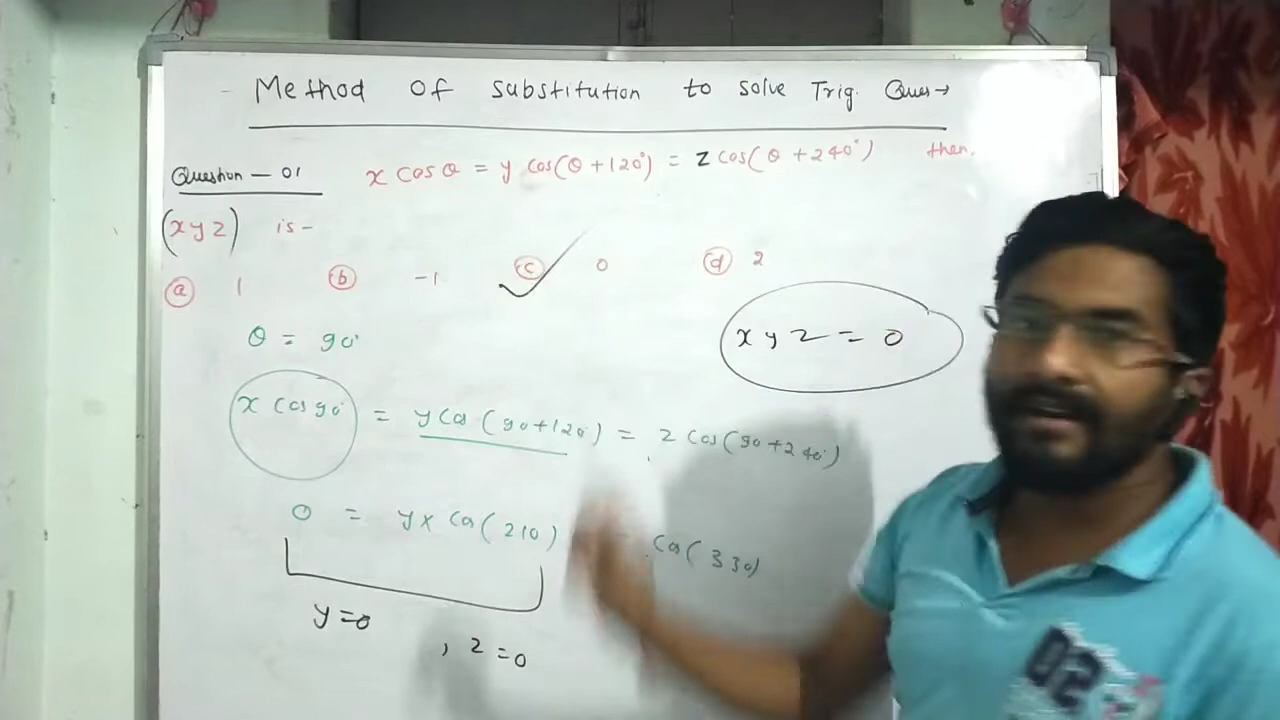 Method of substitution to solve Trig. Ques→
Question — 01 x cos θ = y cos(θ + 120°) = z cos(θ + 240°) then,
(xyz) is -
(a) 1 (b) -1 (c) 0 (d) 2
θ = 90°
xyz = 0
x cos 90° = y cos (90+120°) = z cos(90+240°)
0 = y x cos(210) = cos(330)
y = 0 , z = 0
02